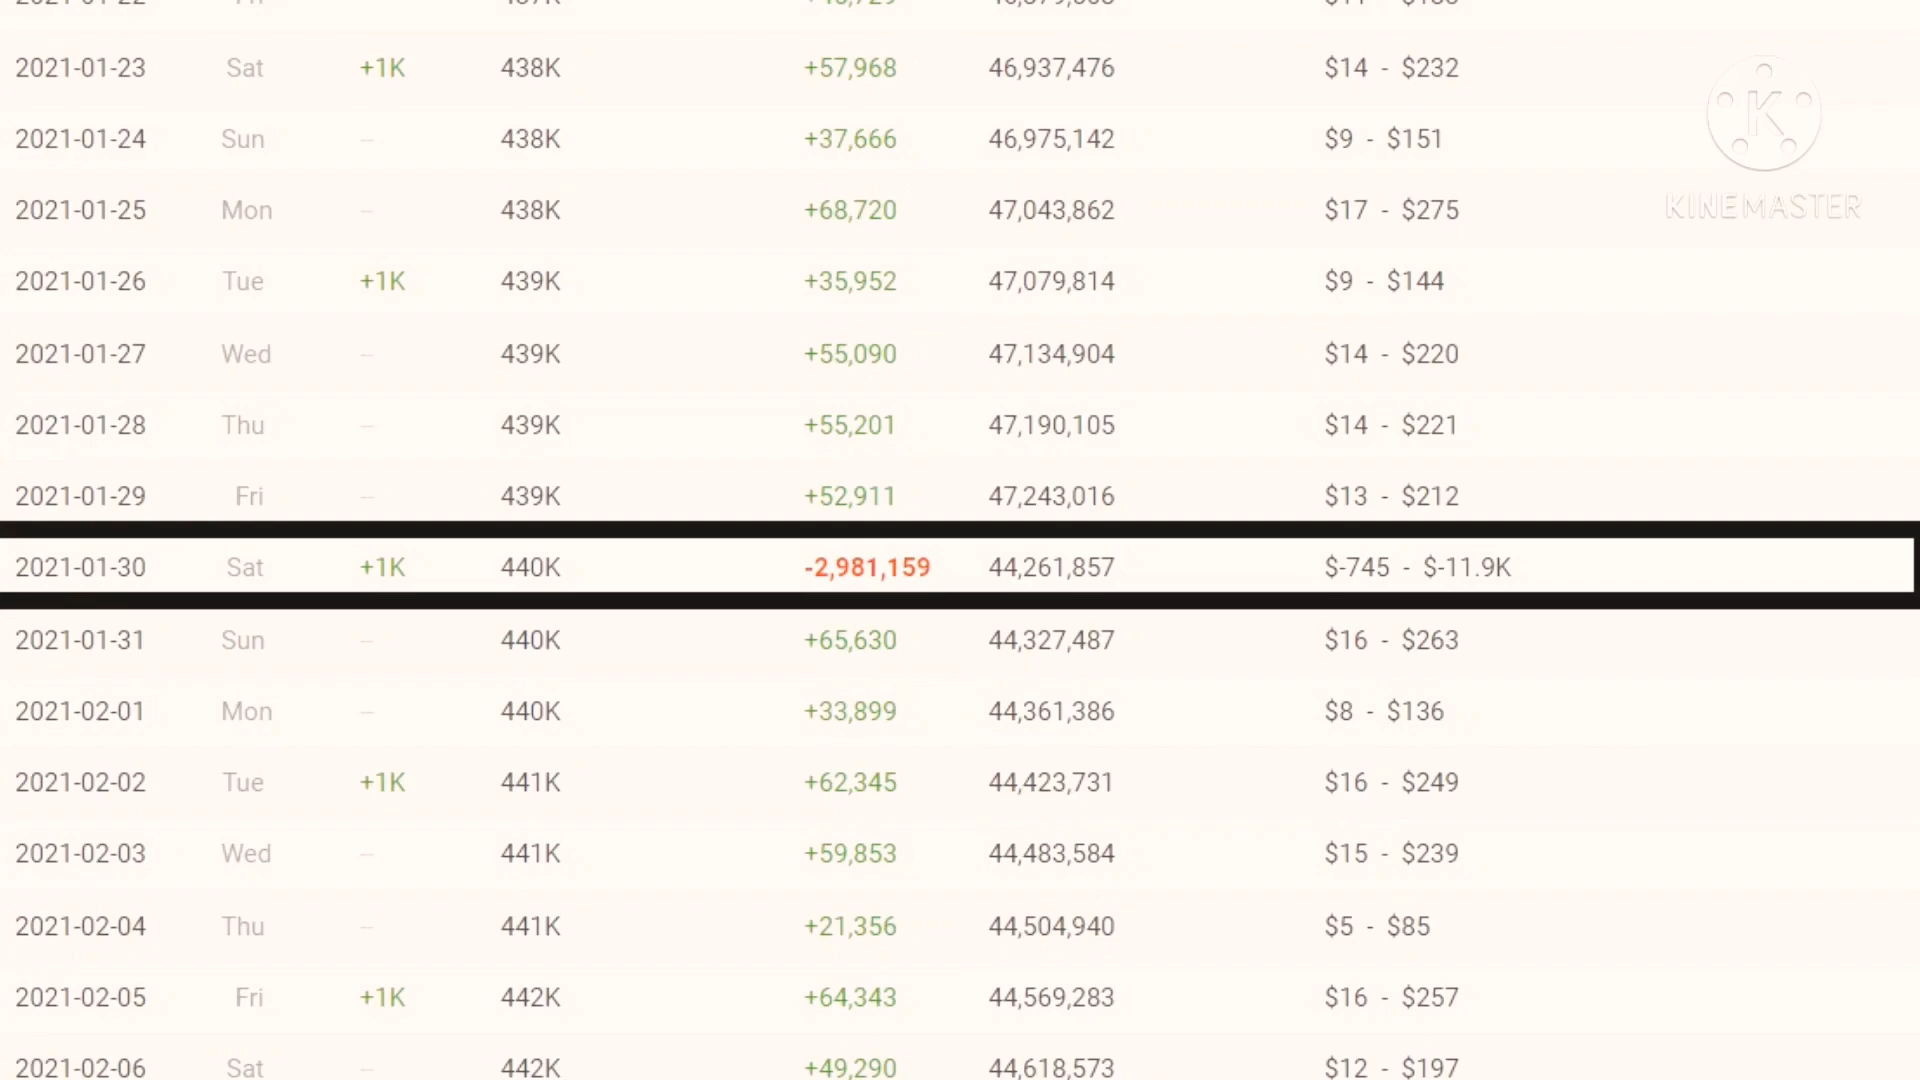 2021-01-23 Sat +1K 438K +57,968 46,937,476 $14 - $232
2021-01-24 Sun -- 438K +37,666 46,975,142 $9 - $151
2021-01-25 Mon -- 438K +68,720 47,043,862 $17 - $275
2021-01-26 Tue +1K 439K +35,952 47,079,814 $9 - $144
2021-01-27 Wed -- 439K +55,090 47,134,904 $14 - $220
2021-01-28 Thu -- 439K +55,201 47,190,105 $14 - $221
2021-01-29 Fri -- 439K +52,911 47,243,016 $13 - $212
2021-01-30 Sat +1K 440K -2,981,159 44,261,857 $-745 - $-11.9K
2021-01-31 Sun -- 440K +65,630 44,327,487 $16 - $263
2021-02-01 Mon -- 440K +33,899 44,361,386 $8 - $136
2021-02-02 Tue +1K 441K +62,345 44,423,731 $16 - $249
2021-02-03 Wed -- 441K +59,853 44,483,584 $15 - $239
2021-02-04 Thu -- 441K +21,356 44,504,940 $5 - $85
2021-02-05 Fri +1K 442K +64,343 44,569,283 $16 - $257
2021-02-06 Sat -- 442K +49,290 44,618,573 $12 - $197
K
KINEMASTER